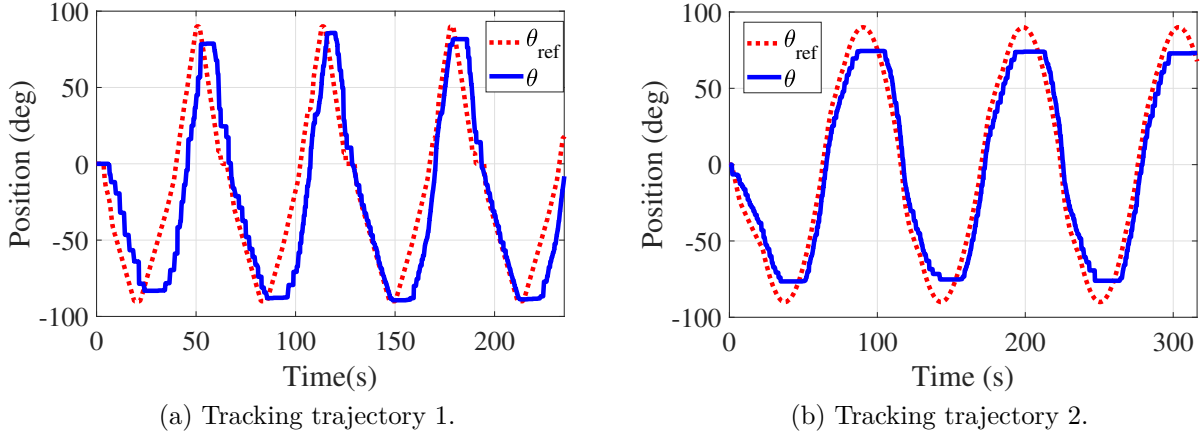 100
50
0
-50
-100
Position (deg)
θref
θ
0
50
100
150
200
Time(s)
(a) Tracking trajectory 1.
100
50
0
-50
-100
Position (deg)
θref
θ
0
100
200
300
Time (s)
(b) Tracking trajectory 2.